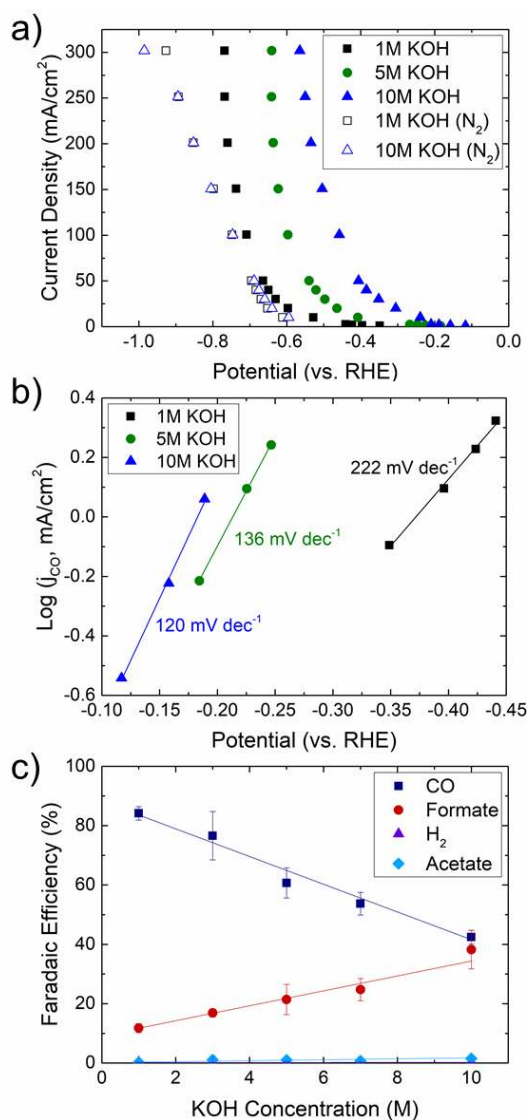 a)
300
250
200
150
100
50
0
Current Density (mA/cm²)
1M KOH
5M KOH
10M KOH
1M KOH (N₂)
10M KOH (N₂)
-1.0 -0.8 -0.6 -0.4 -0.2 0.0
Potential (vs. RHE)
b)
0.4
0.2
0.0
-0.2
-0.4
-0.6
Log (j_CO, mA/cm²)
1M KOH
5M KOH
10M KOH
222 mV dec⁻¹
136 mV dec⁻¹
120 mV dec⁻¹
-0.10 -0.15 -0.20 -0.25 -0.30 -0.35 -0.40 -0.45
Potential (vs. RHE)
c)
100
80
60
40
20
0
Faradaic Efficiency (%)
CO
Formate
H₂
Acetate
0 2 4 6 8 10
KOH Concentration (M)